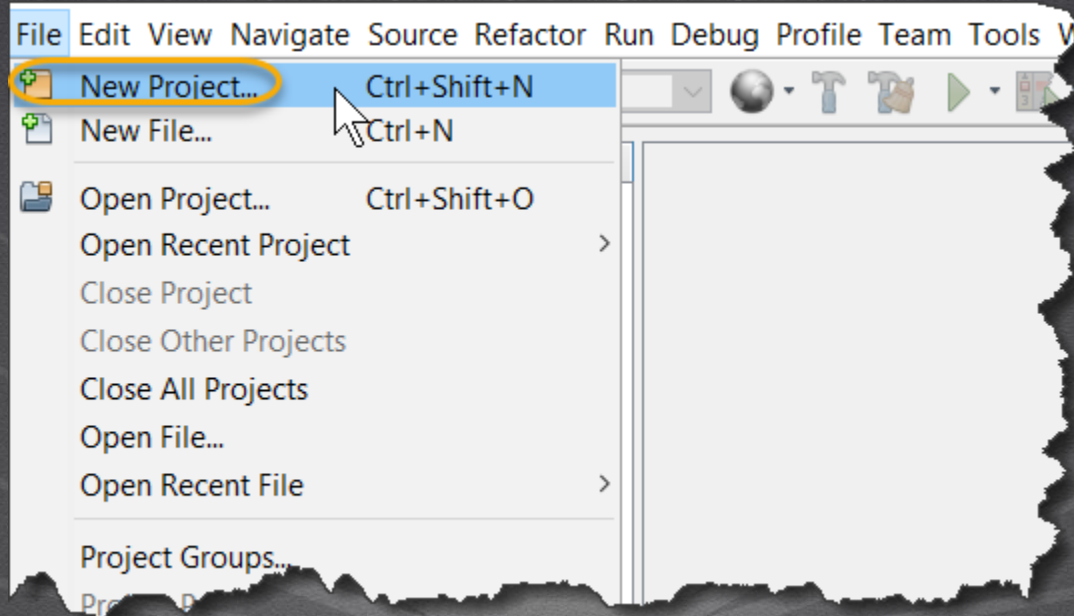 File Edit View Navigate Source Refactor Run Debug Profile Team Tools
New Project... Ctrl+Shift+N
New File... Ctrl+N
Open Project... Ctrl+Shift+O
Open Recent Project
Close Project
Close Other Projects
Close All Projects
Open File...
Open Recent File
Project Groups...